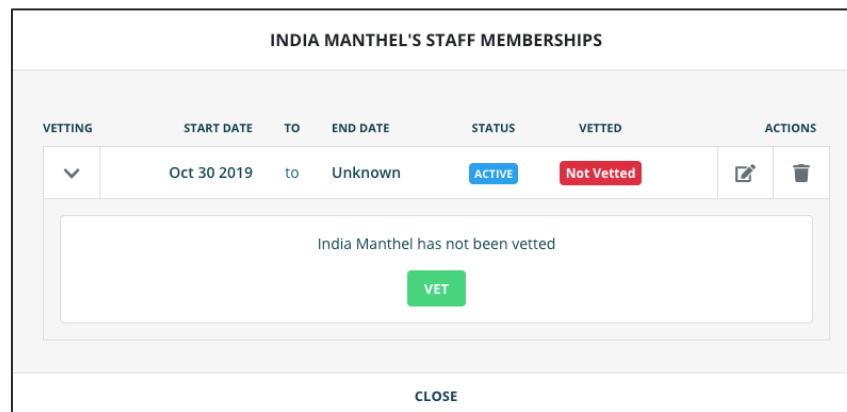 INDIA MANTHEL'S STAFF MEMBERSHIPS
VETTING START DATE TO END DATE STATUS VETTED ACTIONS
Oct 30 2019 to Unknown ACTIVE Not Vetted
India Manthel has not been vetted
VET
CLOSE